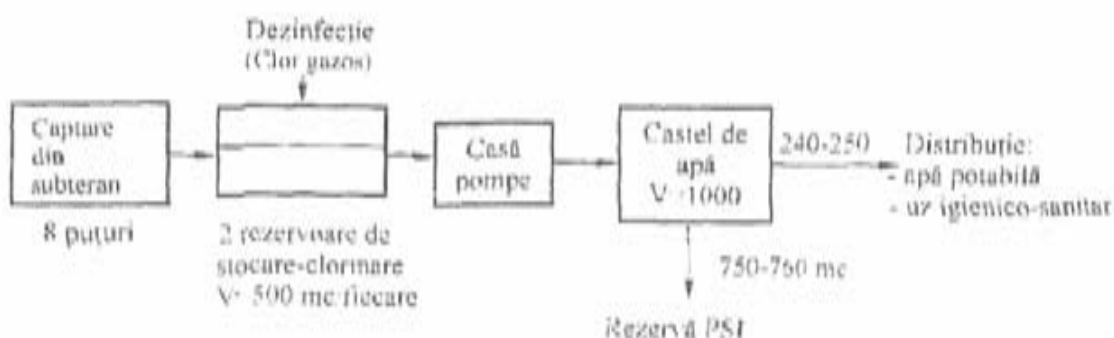 Dezinfecție
(Clor gazos)
Captare
din
subteran
8 puțuri
2 rezervoare de
stocare-clorinare
V= 500 mc fiecare
Casă
pompe
Castel de
apă
V =1000
240-250
Distribuție:
- apă potabilă
- uz igienico-sanitar
750-760 mc
Rezervă PSI